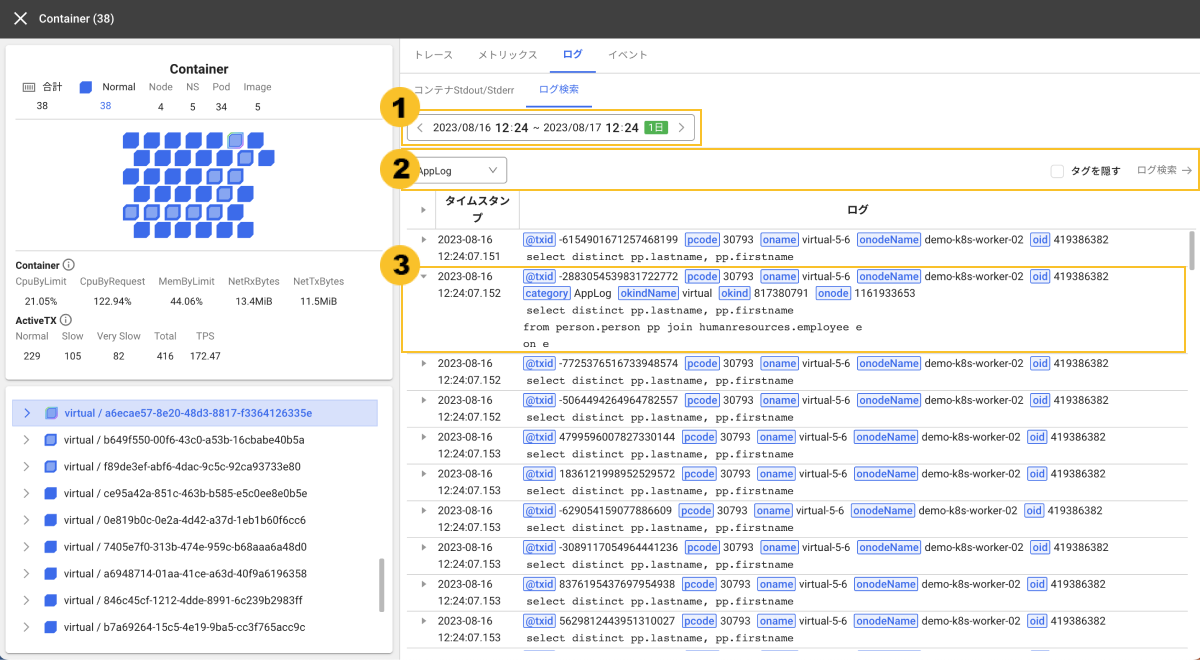 Container (38)
Container
合計 Normal Node NS Pod Image
38 38 4 5 34 5
Container
CpuByLimit CpuByRequest MemByLimit NetRxBytes NetTxBytes
21.05% 122.94% 44.06% 13.4MiB 11.5MiB
ActiveTX
Normal Slow Very Slow Total TPS
229 105 82 416 172.47
virtual / a6ecae57-8e20-48d3-8817-f3364126335e
virtual / b649f550-00f6-43c0-a53b-16cbabe40b5a
virtual / f89de3ef-abf6-4dac-9c5c-92ca93733e80
virtual / ce95a42a-851c-463b-b585-e5c0ee8e0b5e
virtual / 0e819b0c-0e2a-4d42-a37d-1eb1b60f6cc6
virtual / 7405e7f0-313b-474e-959c-b68aaa6a48d0
virtual / a6948714-01aa-41ce-a63d-40f9a6196358
virtual / 846c45cf-1212-4dde-8991-6c239b2983ff
virtual / b7a69264-15c5-4e19-9ba5-cc3f765acc9c
トレース メトリックス ログ イベント
コンテナStdout/Stderr ログ検索
1
2023/08/16 12:24 ~ 2023/08/17 12:24 1日
2
AppLog タグを隠す ログ検索
タイムスタンプ ログ
2023-08-16 @txid -6154901671257468199 pcode 30793 oname virtual-5-6 onodeName demo-k8s-worker-02 oid 419386382
12:24:07.151 select distinct pp.lastname, pp.firstname
3
2023-08-16 @txid -2883054539831722772 pcode 30793 oname virtual-5-6 onodeName demo-k8s-worker-02 oid 419386382
12:24:07.152 category AppLog okindName virtual okind 817380791 onode 1161933653
select distinct pp.lastname, pp.firstname
from person.person pp join humanresources.employee e
on e
2023-08-16 @txid -7725376516733948574 pcode 30793 oname virtual-5-6 onodeName demo-k8s-worker-02 oid 419386382
12:24:07.152 select distinct pp.lastname, pp.firstname
2023-08-16 @txid -5064494264964782557 pcode 30793 oname virtual-5-6 onodeName demo-k8s-worker-02 oid 419386382
12:24:07.152 select distinct pp.lastname, pp.firstname
2023-08-16 @txid 4799596007827330144 pcode 30793 oname virtual-5-6 onodeName demo-k8s-worker-02 oid 419386382
12:24:07.153 select distinct pp.lastname, pp.firstname
2023-08-16 @txid 1836121998952529572 pcode 30793 oname virtual-5-6 onodeName demo-k8s-worker-02 oid 419386382
12:24:07.153 select distinct pp.lastname, pp.firstname
2023-08-16 @txid -629054159077886609 pcode 30793 oname virtual-5-6 onodeName demo-k8s-worker-02 oid 419386382
12:24:07.153 select distinct pp.lastname, pp.firstname
2023-08-16 @txid -3089117054964441236 pcode 30793 oname virtual-5-6 onodeName demo-k8s-worker-02 oid 419386382
12:24:07.153 select distinct pp.lastname, pp.firstname
2023-08-16 @txid 8376195437697954938 pcode 30793 oname virtual-5-6 onodeName demo-k8s-worker-02 oid 419386382
12:24:07.153 select distinct pp.lastname, pp.firstname
2023-08-16 @txid 5629812443951310027 pcode 30793 oname virtual-5-6 onodeName demo-k8s-worker-02 oid 419386382
12:24:07.153 select distinct pp.lastname, pp.firstname